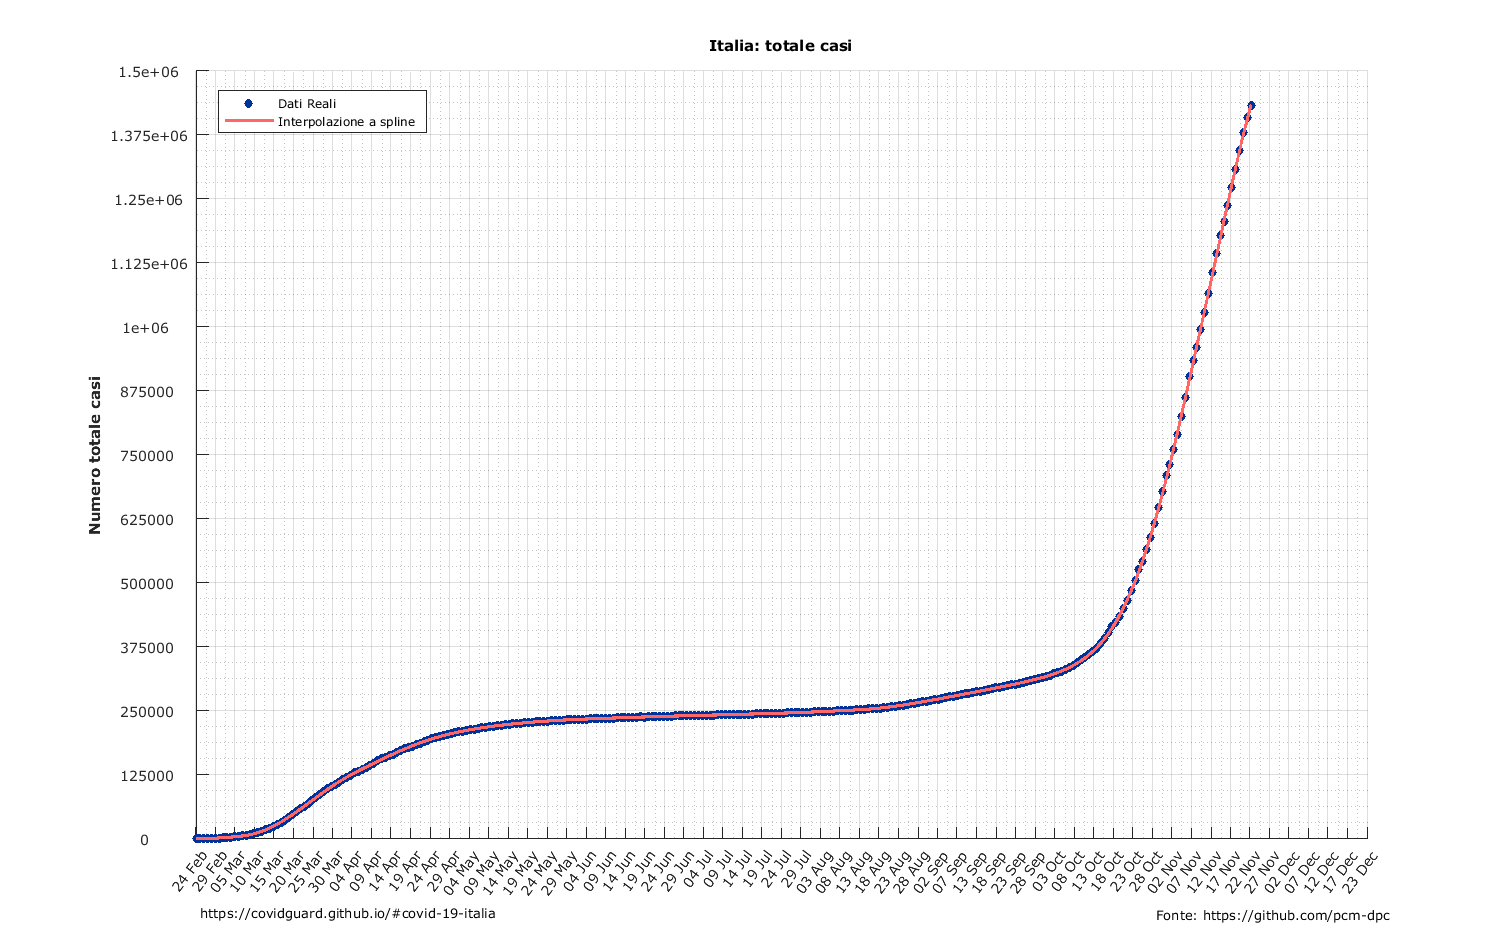 Italia: totale casi
1.5e+06
1.375e+06
1.25e+06
1.125e+06
1e+06
875000
750000
625000
500000
375000
250000
125000
0
Numero totale casi
Dati Reali
Interpolazione a spline
24 Feb
29 Feb
05 Mar
10 Mar
15 Mar
20 Mar
25 Mar
30 Mar
04 Apr
09 Apr
14 Apr
19 Apr
24 Apr
29 Apr
04 May
09 May
14 May
19 May
24 May
29 May
04 Jun
09 Jun
14 Jun
19 Jun
24 Jun
29 Jun
04 Jul
09 Jul
14 Jul
19 Jul
24 Jul
29 Jul
03 Aug
08 Aug
13 Aug
18 Aug
23 Aug
28 Aug
02 Sep
07 Sep
13 Sep
18 Sep
23 Sep
28 Sep
03 Oct
08 Oct
13 Oct
18 Oct
23 Oct
28 Oct
02 Nov
07 Nov
12 Nov
17 Nov
22 Nov
27 Nov
02 Dec
07 Dec
12 Dec
17 Dec
23 Dec
https://covidguard.github.io/#covid-19-italia
Fonte: https://github.com/pcm-dpc